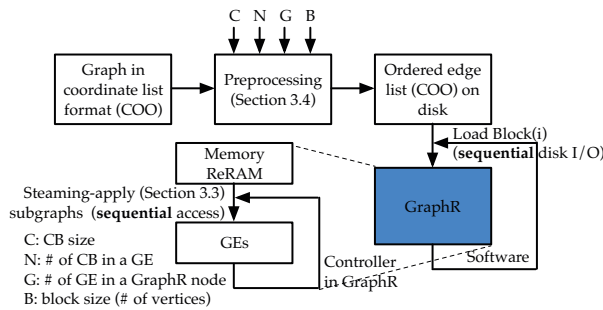 C N G B
Graph in
coordinate list
format (COO)
Preprocessing
(Section 3.4)
Ordered edge
list (COO) on
disk
Load Block(i)
(sequential disk I/O)
Memory
ReRAM
Steaming-apply (Section 3.3)
subgraphs (sequential access)
GraphR
GEs
C: CB size
N: # of CB in a GE
G: # of GE in a GraphR node
B: block size (# of vertices)
Controller
in GraphR
Software